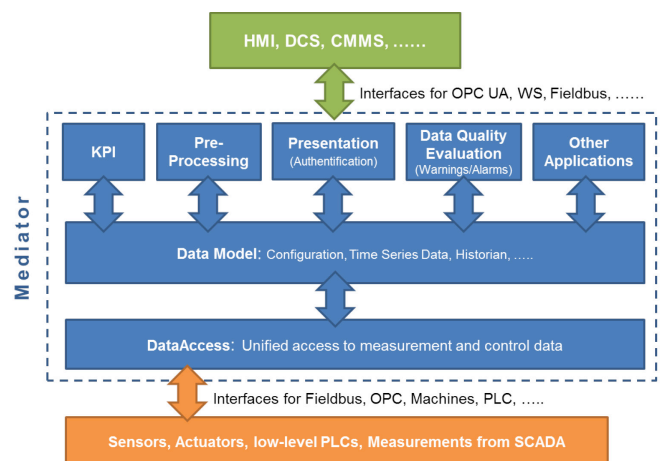 HMI, DCS, CMMS, ……
Interfaces for OPC UA, WS, Fieldbus, ……
Mediator
KPI
Pre-
Processing
Presentation
(Authentification)
Data Quality
Evaluation
(Warnings/Alarms)
Other
Applications
Data Model: Configuration, Time Series Data, Historian, …..
DataAccess: Unified access to measurement and control data
Interfaces for Fieldbus, OPC, Machines, PLC, …..
Sensors, Actuators, low-level PLCs, Measurements from SCADA